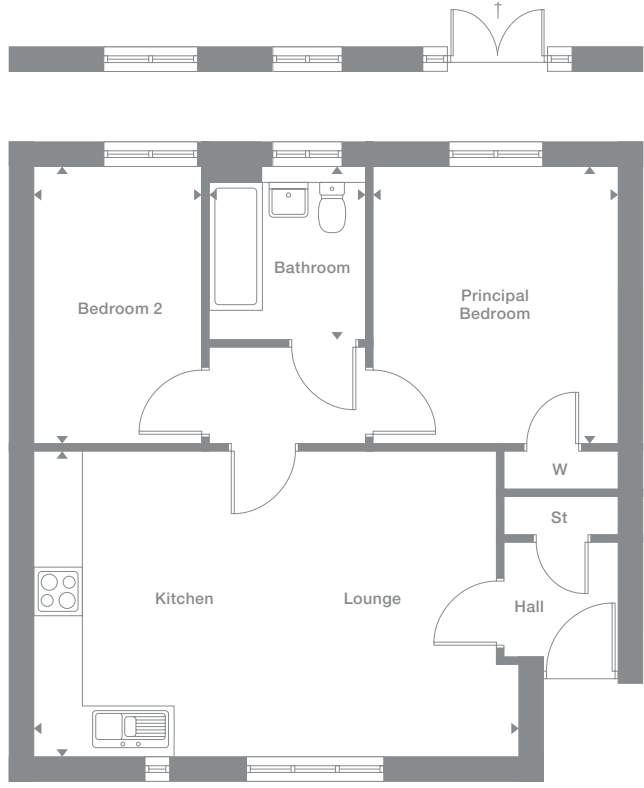 †
Bathroom
Bedroom 2
Principal
Bedroom
W
St
Kitchen
Lounge
Hall